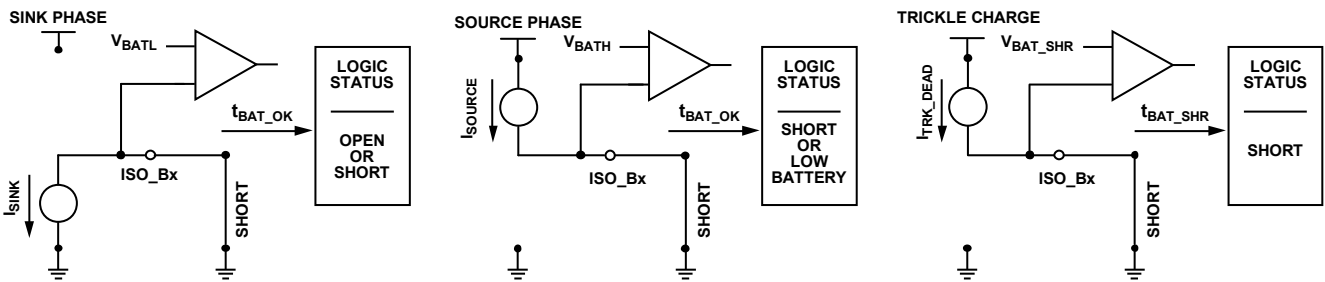 SINK PHASE
V_BATL
LOGIC
STATUS
t_BAT_OK
OPEN
OR
SHORT
ISO_Bx
I_SINK
SHORT
SOURCE PHASE
V_BATH
LOGIC
STATUS
I_SOURCE
t_BAT_OK
SHORT
OR
LOW
BATTERY
ISO_Bx
SHORT
TRICKLE CHARGE
V_BAT_SHR
LOGIC
STATUS
I_TRK_DEAD
t_BAT_SHR
SHORT
ISO_Bx
SHORT